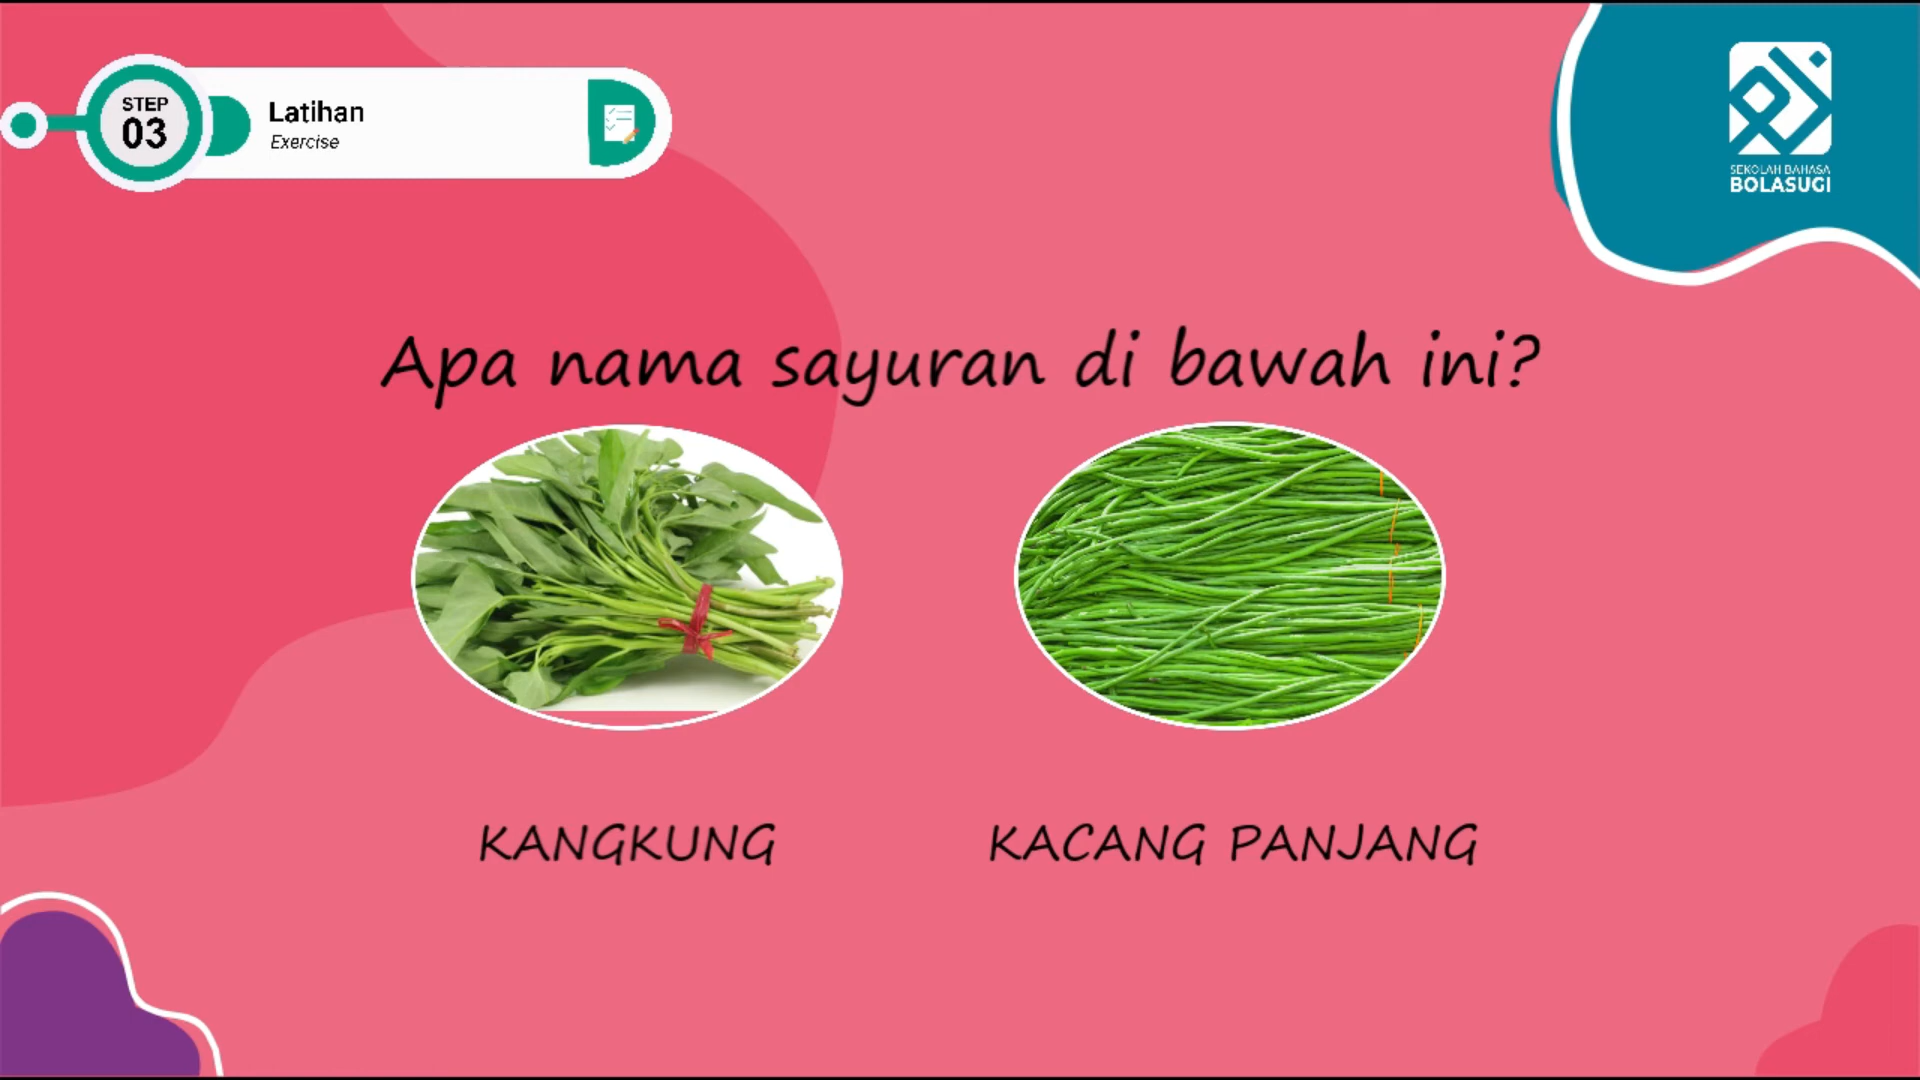 STEP
03
Latihan
Exercise
SEKOLAH BAHASA
BOLASUGI
Apa nama sayuran di bawah ini?
KANGKUNG
KACANG PANJANG